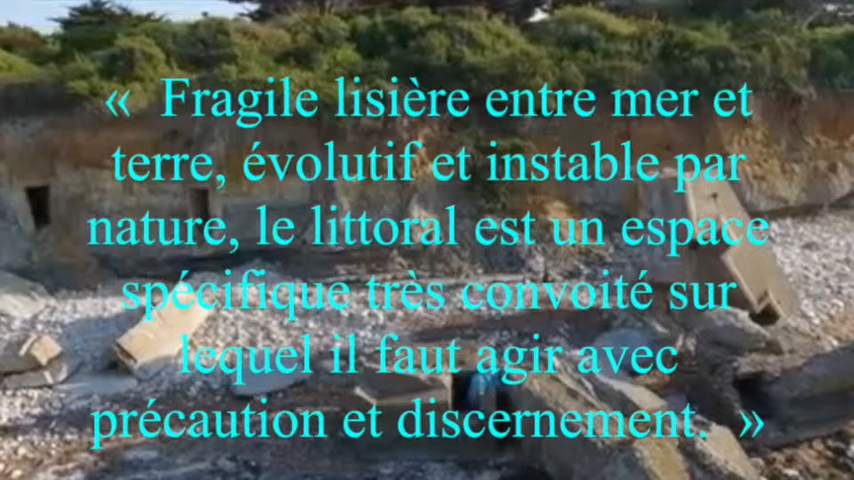 «  Fragile lisière entre mer et
terre, évolutif et instable par
nature, le littoral est un espace
spécifique très convoité sur
lequel il faut agir avec
précaution et discernement.  »